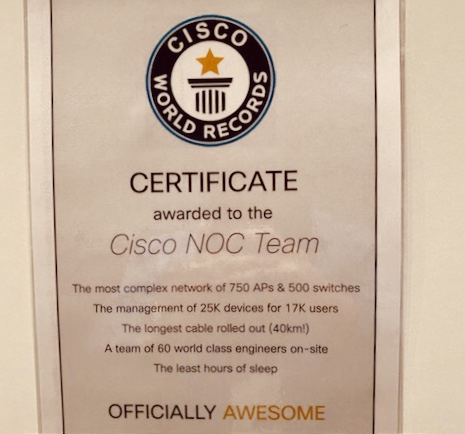 CISCO
WORLD RECORDS
CERTIFICATE
awarded to the
Cisco NOC Team
The most complex network of 750 APs & 500 switches
The management of 25K devices for 17K users
The longest cable rolled out (40km!)
A team of 60 world class engineers on-site
The least hours of sleep
OFFICIALLY AWESOME